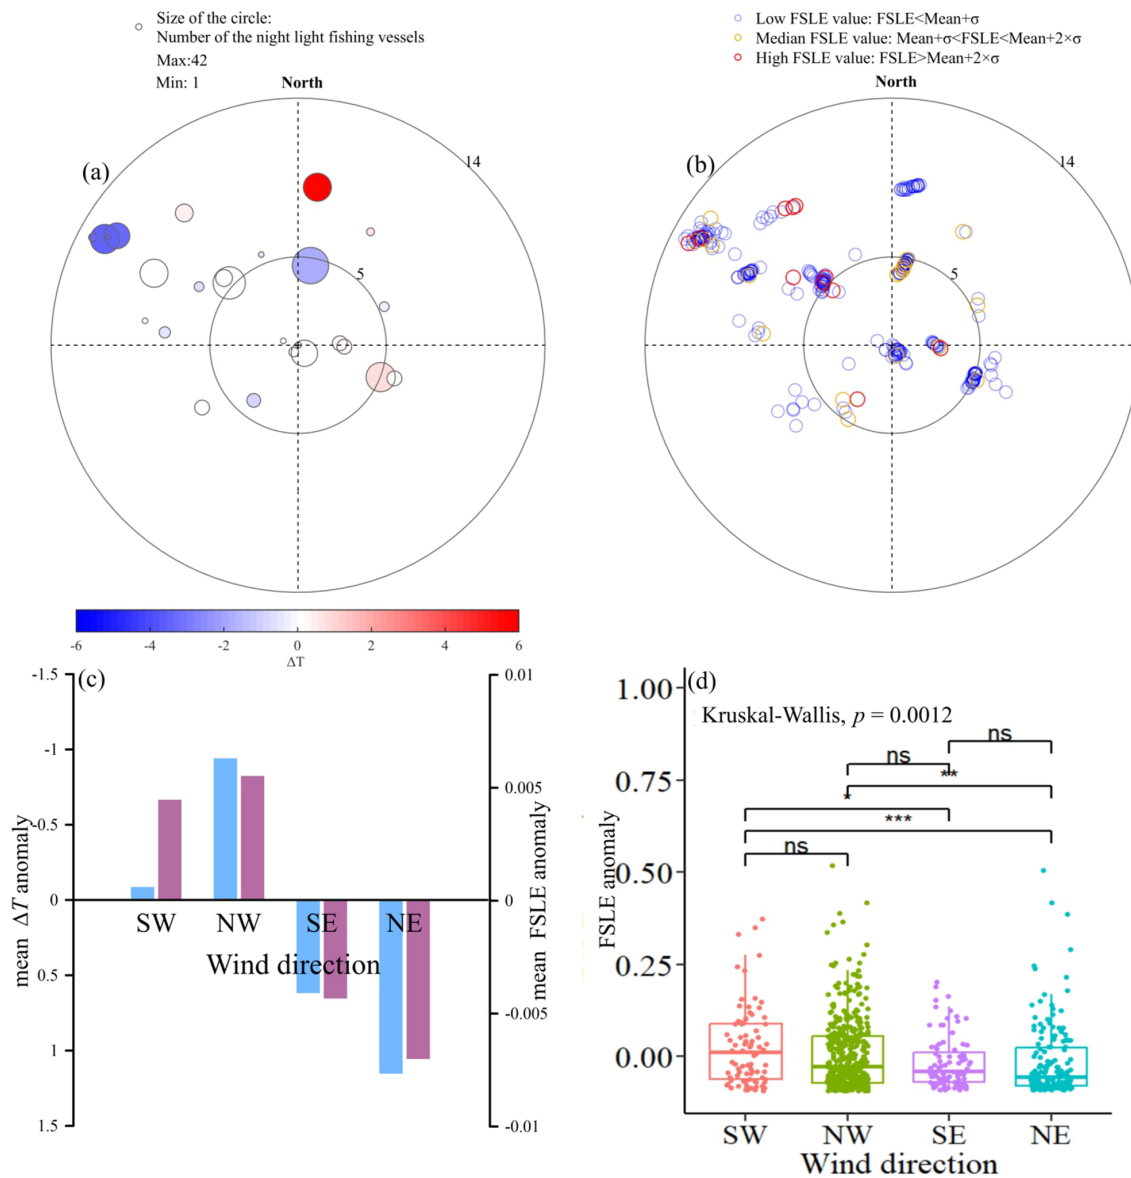 Size of the circle:
Number of the night light fishing vessels
Max:42
Min: 1
North
(a)
14
5
-6
-4
-2
0
2
4
6
ΔT
Low FSLE value: FSLE<Mean+σ
Median FSLE value: Mean+σ<FSLE<Mean+2×σ
High FSLE value: FSLE>Mean+2×σ
North
(b)
14
5
(c)
mean ΔT anomaly
-1.5
-1
-0.5
0
0.5
1
1.5
SW
NW
SE
NE
Wind direction
0.01
0.005
0
-0.005
-0.01
mean FSLE anomaly
(d)
Kruskal-Wallis, p = 0.0012
FSLE anomaly
1.00
0.75
0.50
0.25
0.00
ns
ns
**
*
***
ns
SW
NW
SE
NE
Wind direction